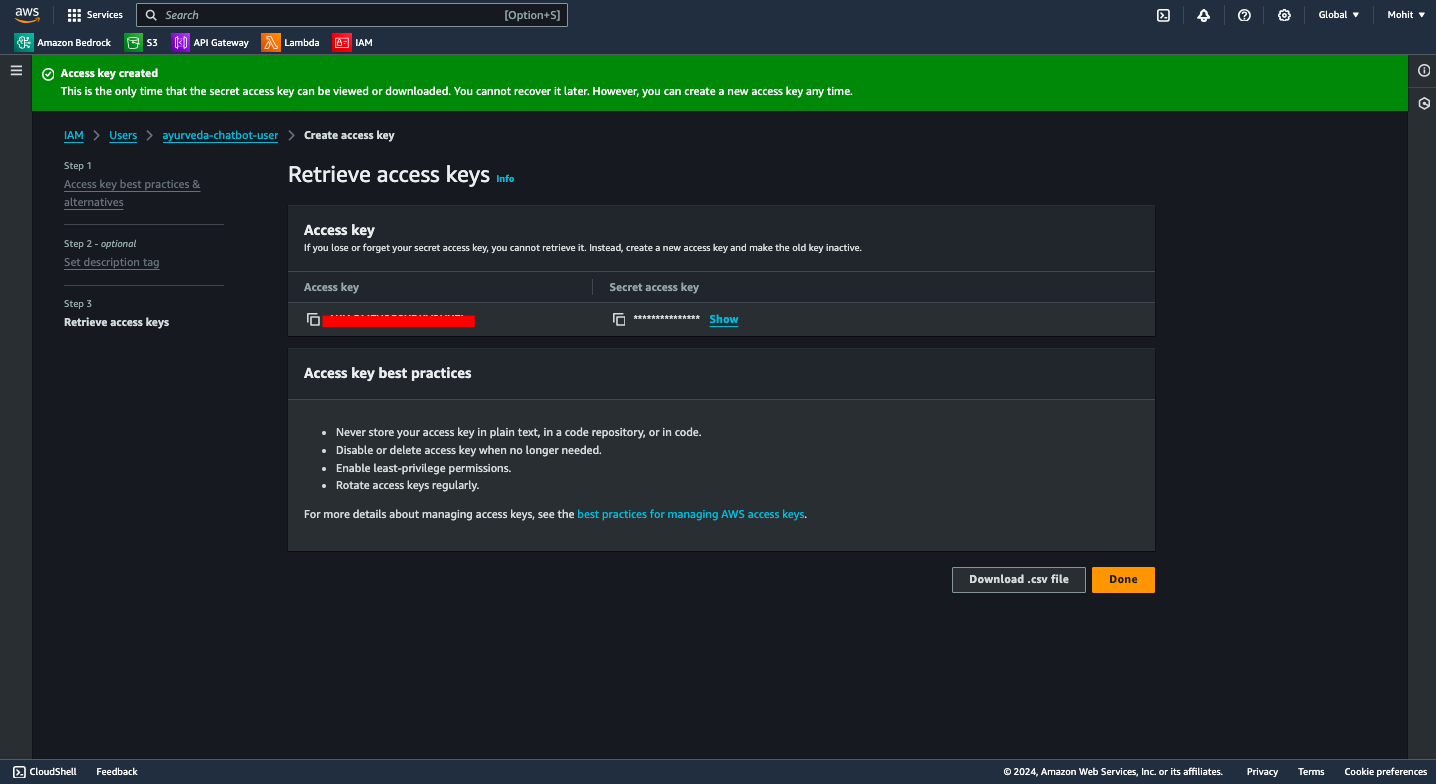 aws
Services
Search
[Option+S]
Global ▼
Mohit ▼
Amazon Bedrock
S3
API Gateway
Lambda
IAM
Access key created
This is the only time that the secret access key can be viewed or downloaded. You cannot recover it later. However, you can create a new access key any time.
IAM > Users > ayurveda-chatbot-user > Create access key
Step 1
Access key best practices &
alternatives
Step 2 - optional
Set description tag
Step 3
Retrieve access keys
Retrieve access keys Info
Access key
If you lose or forget your secret access key, you cannot retrieve it. Instead, create a new access key and make the old key inactive.
Access key
Secret access key
*************** Show
Access key best practices
• Never store your access key in plain text, in a code repository, or in code.
• Disable or delete access key when no longer needed.
• Enable least-privilege permissions.
• Rotate access keys regularly.
For more details about managing access keys, see the best practices for managing AWS access keys.
Download .csv file
Done
CloudShell
Feedback
© 2024, Amazon Web Services, Inc. or its affiliates.
Privacy
Terms
Cookie preferences